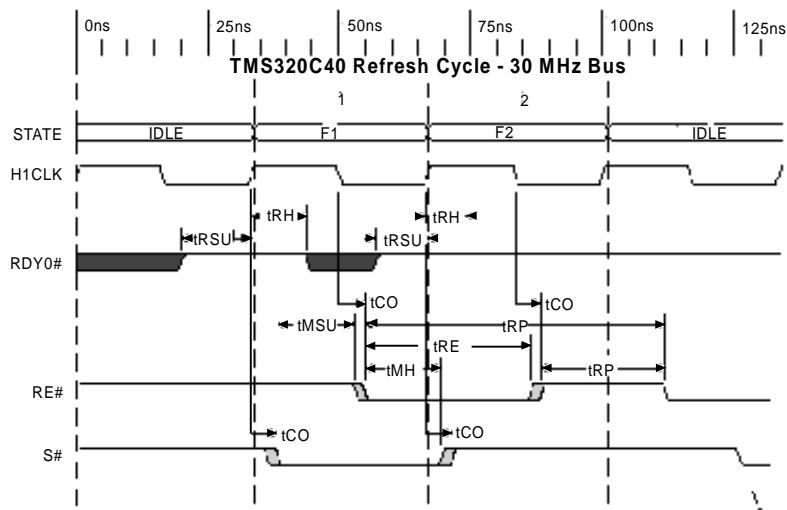 0ns 25ns 50ns 75ns 100ns 125ns
TMS320C40 Refresh Cycle - 30 MHz Bus
1 2
STATE IDLE F1 F2 IDLE
H1CLK
tRH tRH
tRSU tRSU
RDY0#
tCO tCO
tMSU tRP
tRE
tMH tRP
RE#
tCO tCO
S#